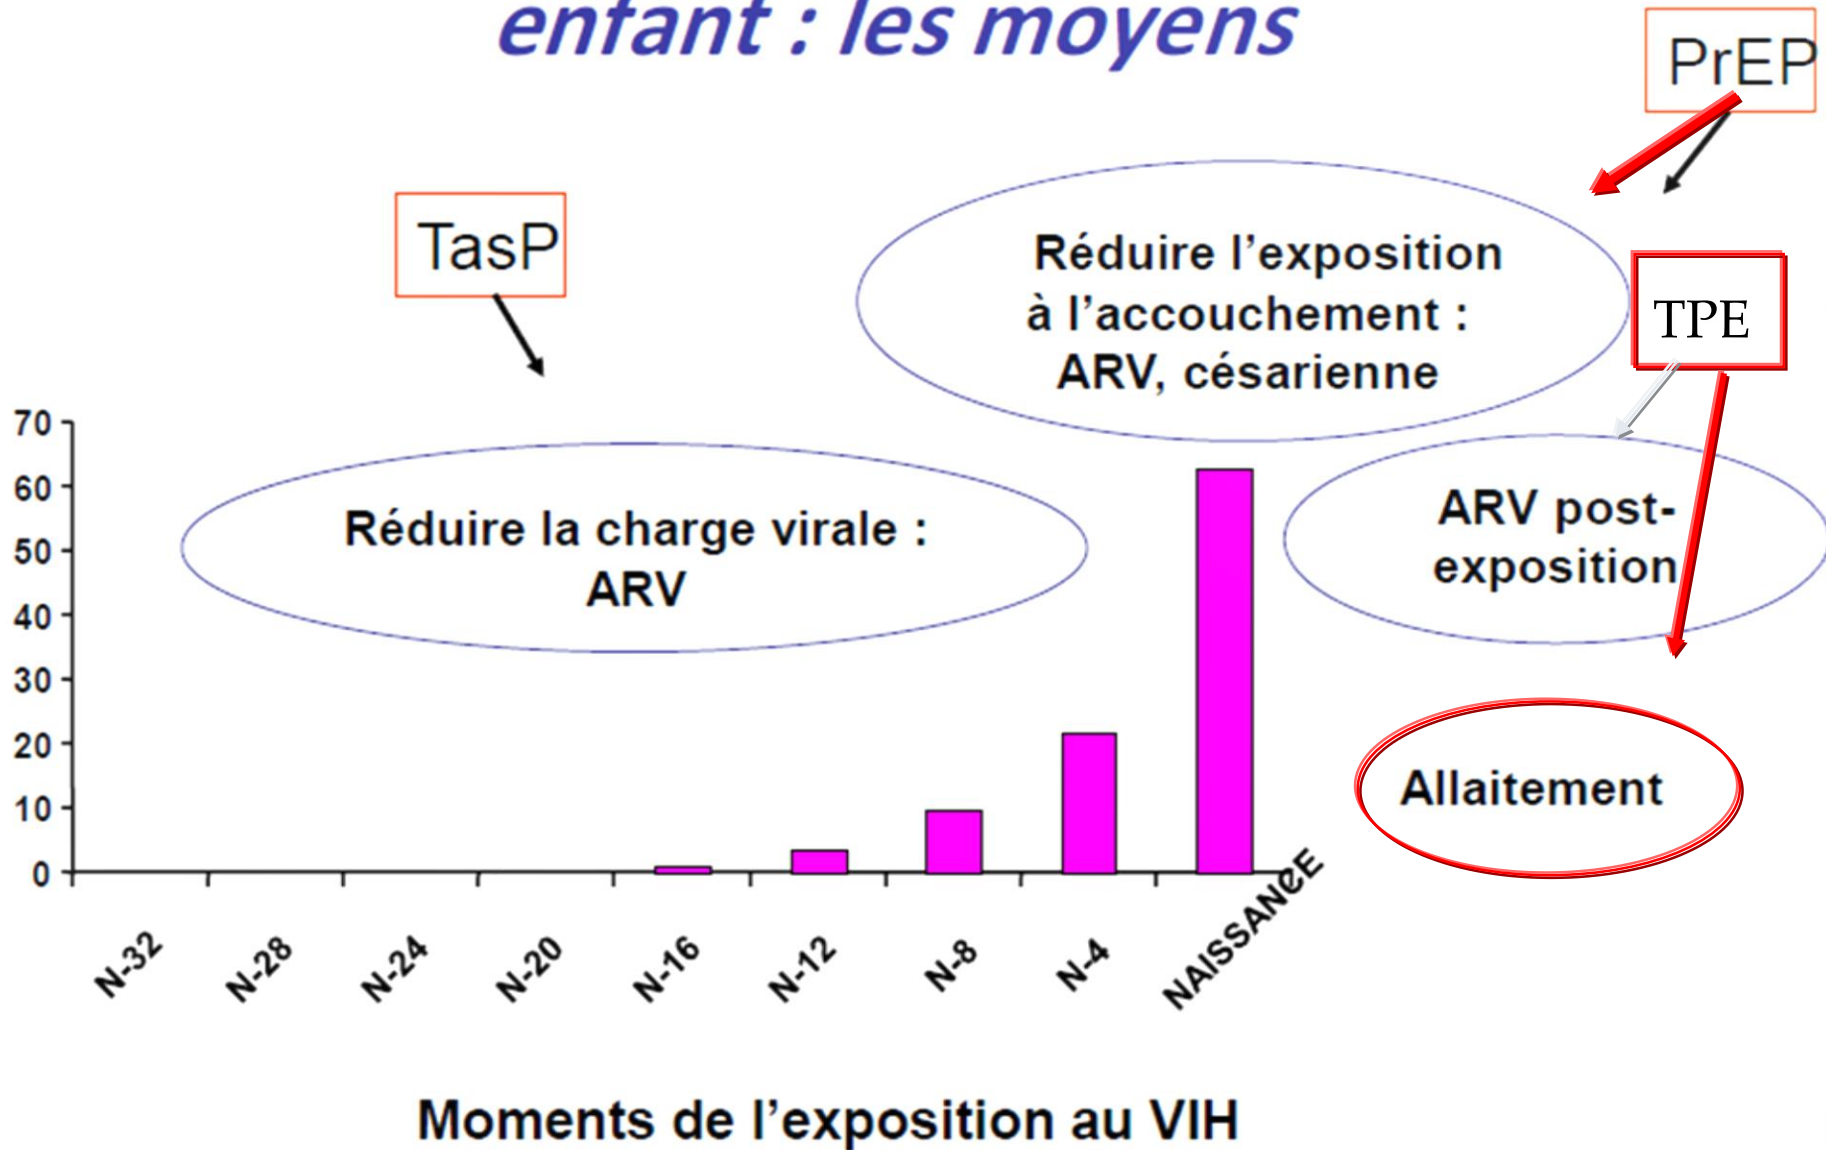 enfant : les moyens
PrEP
TasP
Réduire l'exposition
à l'accouchement :
ARV, césarienne
TPE
Réduire la charge virale :
ARV
ARV post-
exposition
Allaitement
70
60
50
40
30
20
10
0
N-32
N-28
N-24
N-20
N-16
N-12
N-8
N-4
NAISSANCE
Moments de l'exposition au VIH